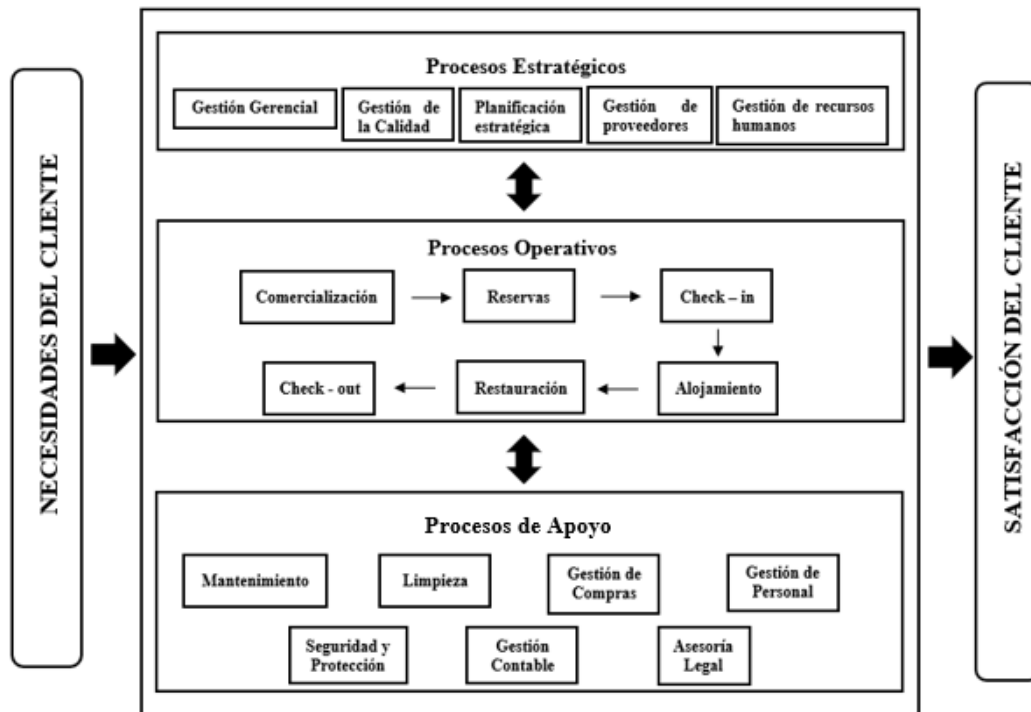 NECESIDADES DEL CLIENTE
Procesos Estratégicos
Gestión Gerencial
Gestión de
la Calidad
Planificación
estratégica
Gestión de
proveedores
Gestión de recursos
humanos
Procesos Operativos
Comercialización
Reservas
Check – in
Check - out
Restauración
Alojamiento
Procesos de Apoyo
Mantenimiento
Limpieza
Gestión de
Compras
Gestión de
Personal
Seguridad y
Protección
Gestión
Contable
Asesoría
Legal
SATISFACCIÓN DEL CLIENTE